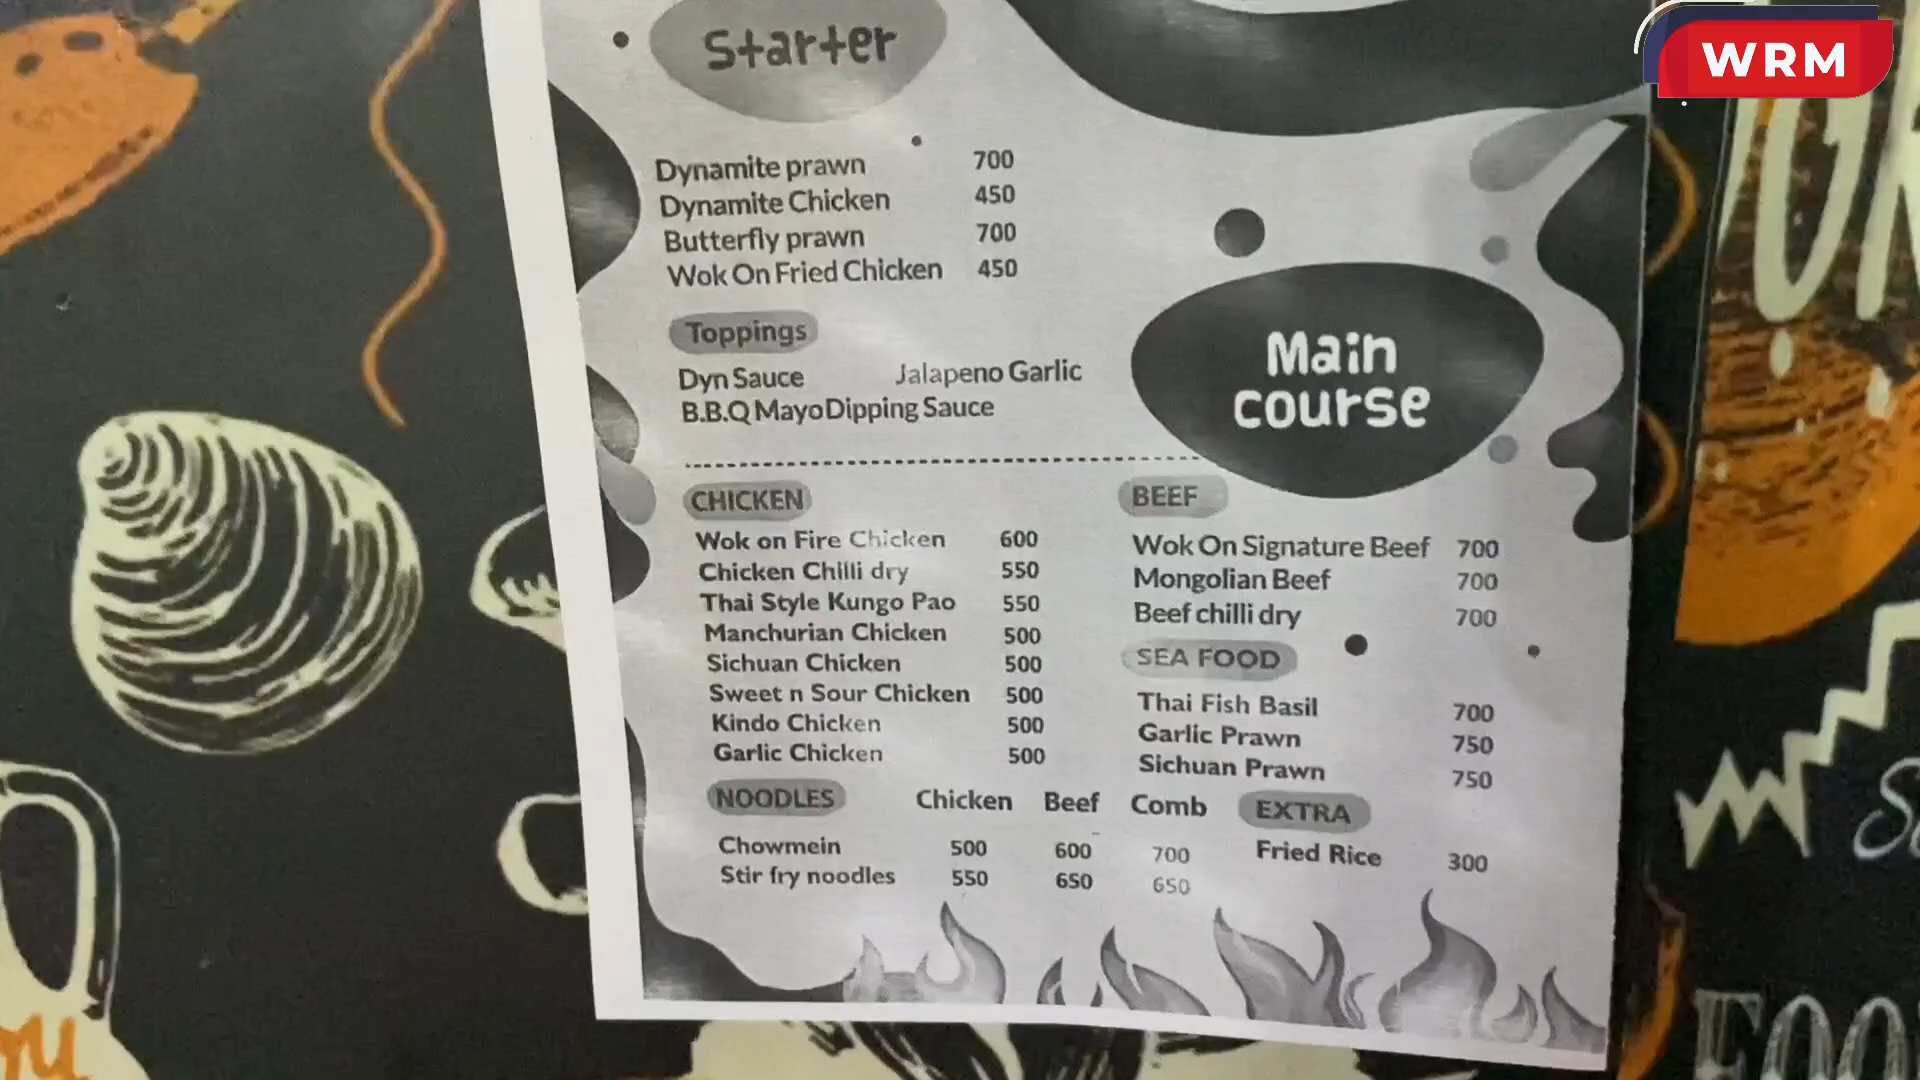 WRM
Starter
Dynamite prawn 700
Dynamite Chicken 450
Butterfly prawn 700
Wok On Fried Chicken 450
Toppings
Dyn Sauce Jalapeno Garlic
B.B.Q Mayo Dipping Sauce
Main
course
CHICKEN
Wok on Fire Chicken 600
Chicken Chilli dry 550
Thai Style Kungo Pao 550
Manchurian Chicken 500
Sichuan Chicken 500
Sweet n Sour Chicken 500
Kindo Chicken 500
Garlic Chicken 500
BEEF
Wok On Signature Beef 700
Mongolian Beef 700
Beef chilli dry 700
SEA FOOD
Thai Fish Basil 700
Garlic Prawn 750
Sichuan Prawn 750
NOODLES Chicken Beef Comb
Chowmein 500 600 700
Stir fry noodles 550 650 650
EXTRA
Fried Rice 300